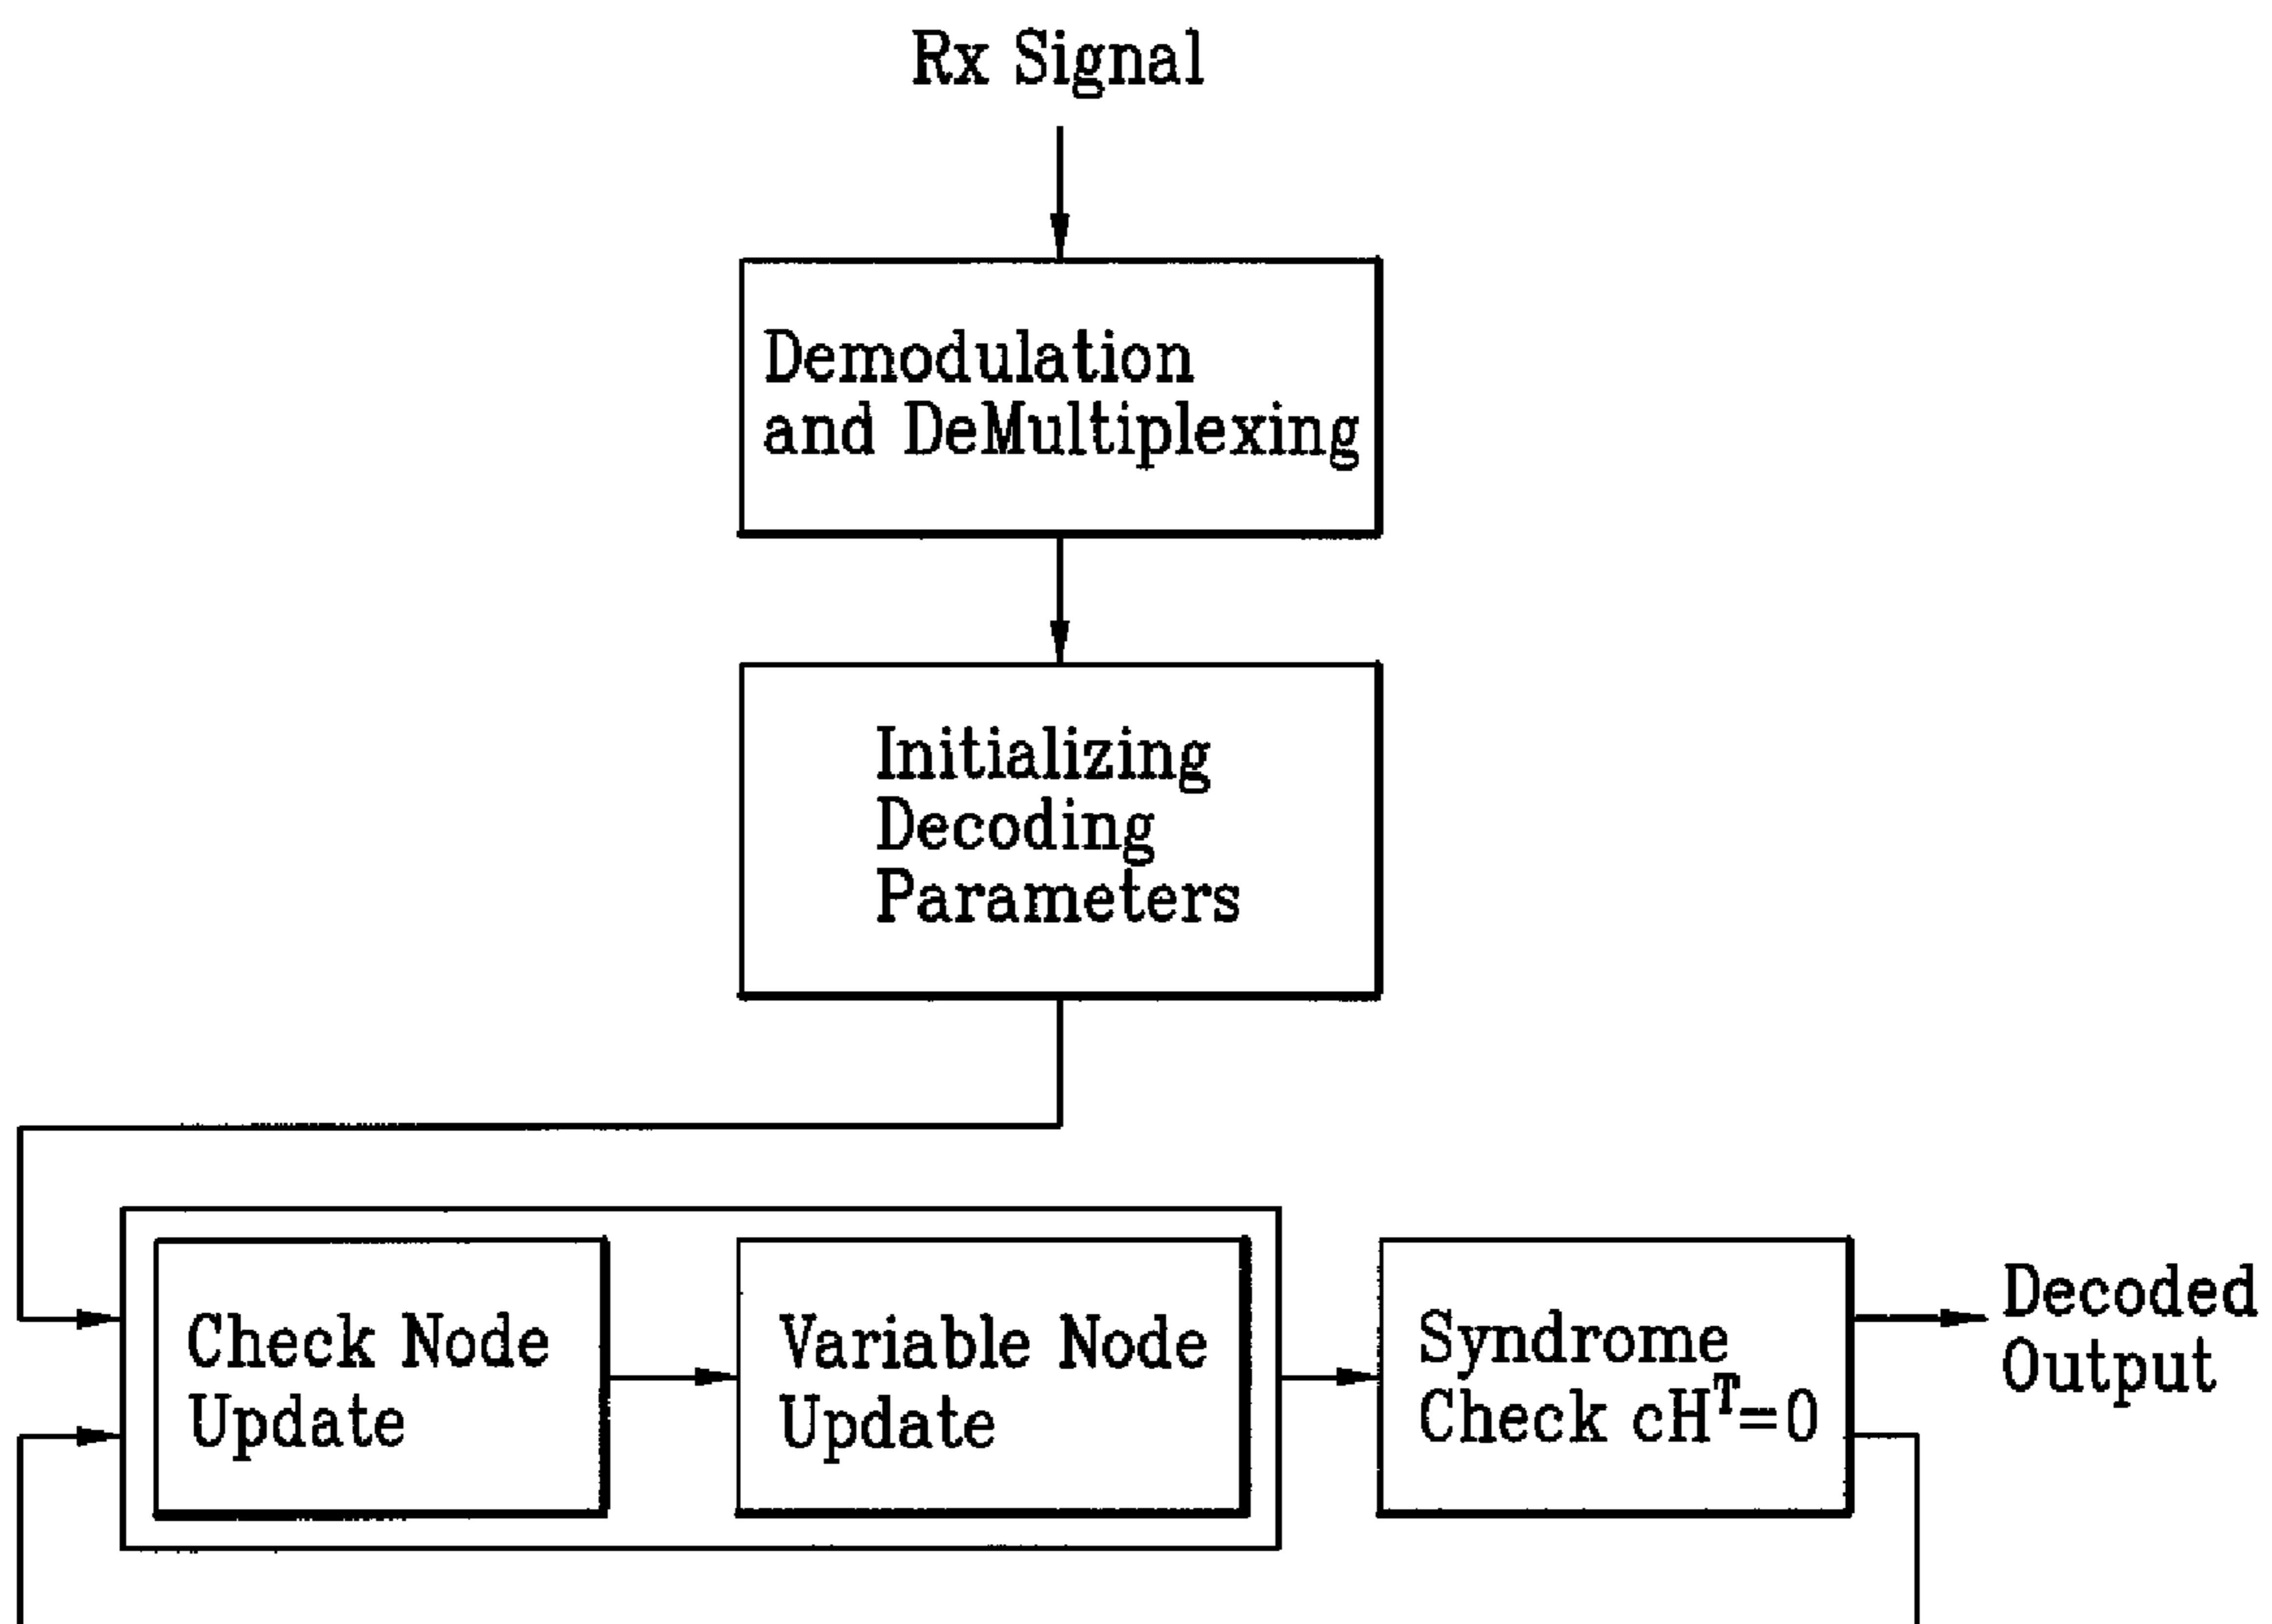 Rx Signal
Demodulation
and DeMultiplexing
Initializing
Decoding
Parameters
Check Node
Update
Variable Node
Update
Syndrome
Check cHᵀ=0
Decoded
Output